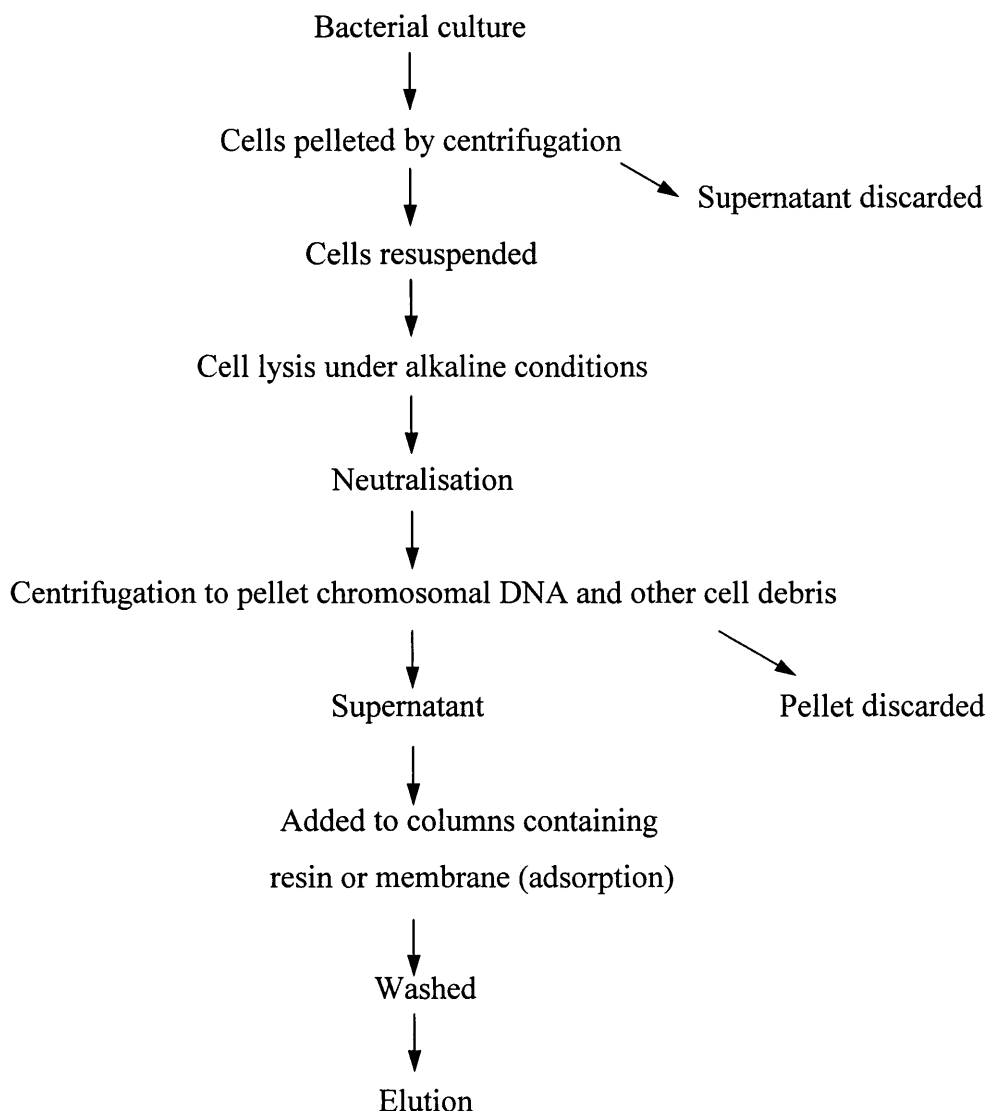 Bacterial culture
Cells pelleted by centrifugation
Supernatant discarded
Cells resuspended
Cell lysis under alkaline conditions
Neutralisation
Centrifugation to pellet chromosomal DNA and other cell debris
Supernatant
Pellet discarded
Added to columns containing
resin or membrane (adsorption)
Washed
Elution